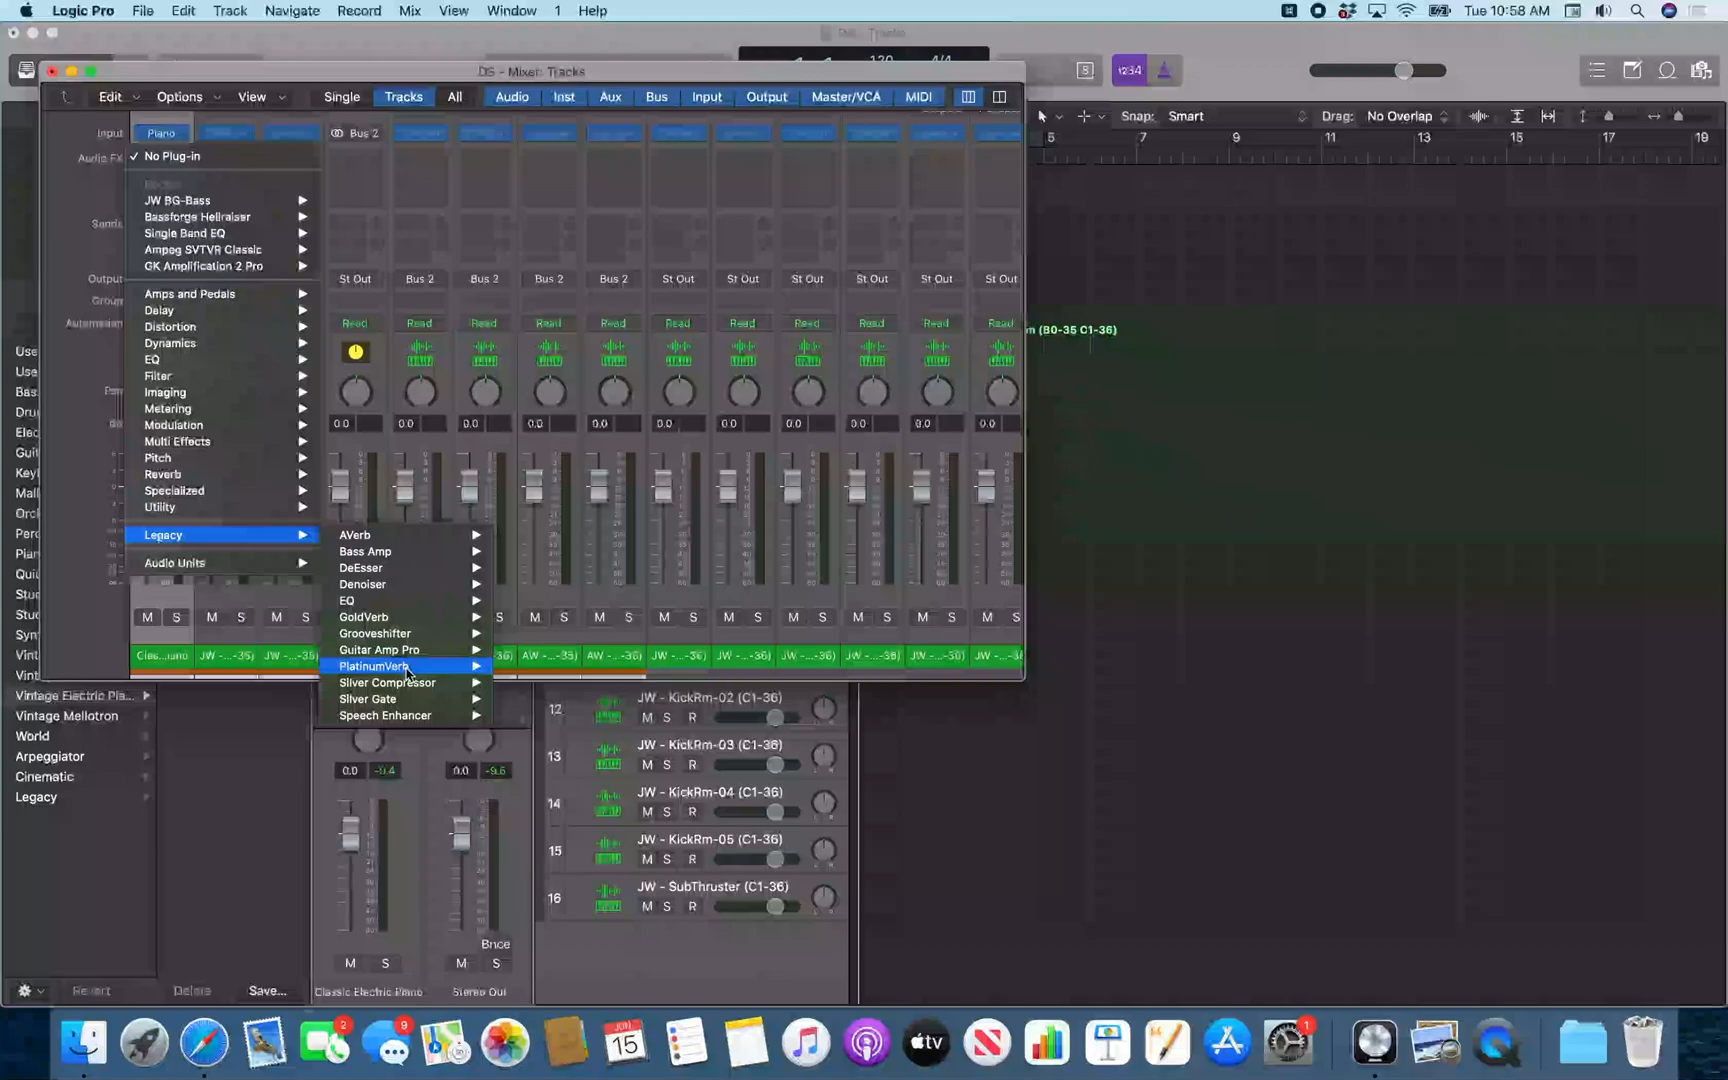 Logic Pro File Edit Track Navigate Record Mix View Window 1 Help
Tue 10:58 AM
DS - Mixer: Tracks
120 4/4
S 1234
Edit Options View Single Tracks All Audio Inst Aux Bus Input Output Master/VCA MIDI
Snap: Smart Drag: No Overlap
7 9 11 13 15 17 19
Input Piano Bus 2
Audio FX
No Plug-in
JW BG-Bass
Bassforge Hellraiser
Single Band EQ
Ampeg SVTVR Classic
GK Amplification 2 Pro
Output
St Out Bus 2 Bus 2 Bus 2 Bus 2 St Out St Out St Out St Out St Out St Out
Group
Amps and Pedals
Delay
Distortion
Dynamics
EQ
Filter
Imaging
Metering
Modulation
Multi Effects
Pitch
Reverb
Specialized
Utility
Legacy
Audio Units
Read Read Read Read Read Read Read Read Read Read Read
0.0 0.0 0.0 0.0 0.0 0.0 0.0 0.0 0.0 0.0 0.0
(B0-35 C1-36)
AVerb
Bass Amp
DeEsser
Denoiser
EQ
GoldVerb
Grooveshifter
Guitar Amp Pro
PlatinumVerb
Silver Compressor
Silver Gate
Speech Enhancer
M S M S M S S M S M S M S M S M S M S M S M S
Vintage Electric Pia...
Vintage Mellotron
World
Arpeggiator
Cinematic
Legacy
12 JW - KickRm-02 (C1-36)
M S R
13 JW - KickRm-03 (C1-36)
M S R
14 JW - KickRm-04 (C1-36)
M S R
15 JW - KickRm-05 (C1-36)
M S R
16 JW - SubThruster (C1-36)
M S R
0.0 -9.4 0.0 -9.6
Bnce
M S M S
Revert Delete Save...
Classic Electric Piano Stereo Out
2 9 JUN 15 tv 1